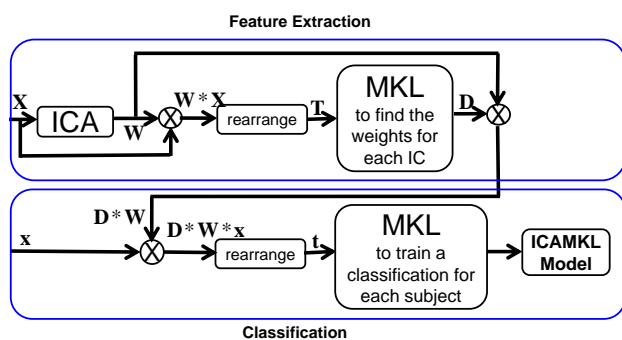 Feature Extraction
X
ICA
W
W * X
rearrange
T
MKL
to find the
weights for
each IC
D
D * W
x
D * W * x
rearrange
t
MKL
to train a
classification for
each subject
ICAMKL
Model
Classification